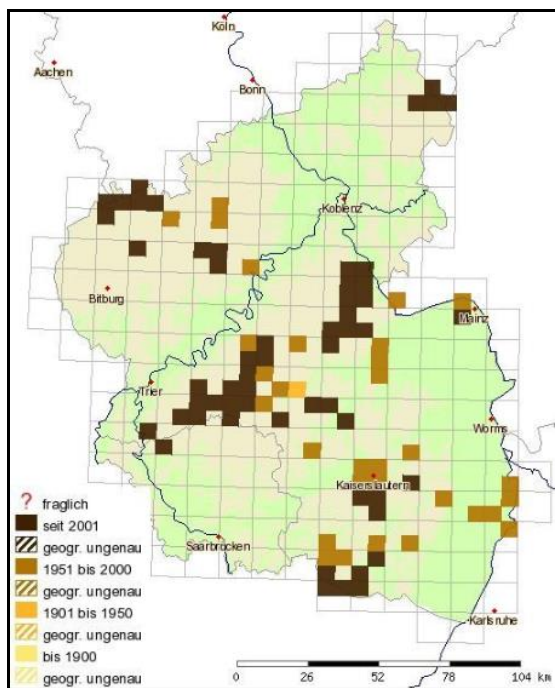 Köln
Aachen
Bonn
Koblenz
Bitburg
Mainz
Trier
Worms
Kaiserslautern
? fraglich
seit 2001
Saarbrücken
geogr. ungenau
1951 bis 2000
geogr. ungenau
1901 bis 1950
geogr. ungenau
Karlsruhe
bis 1900
geogr. ungenau
0 26 52 78 104 km